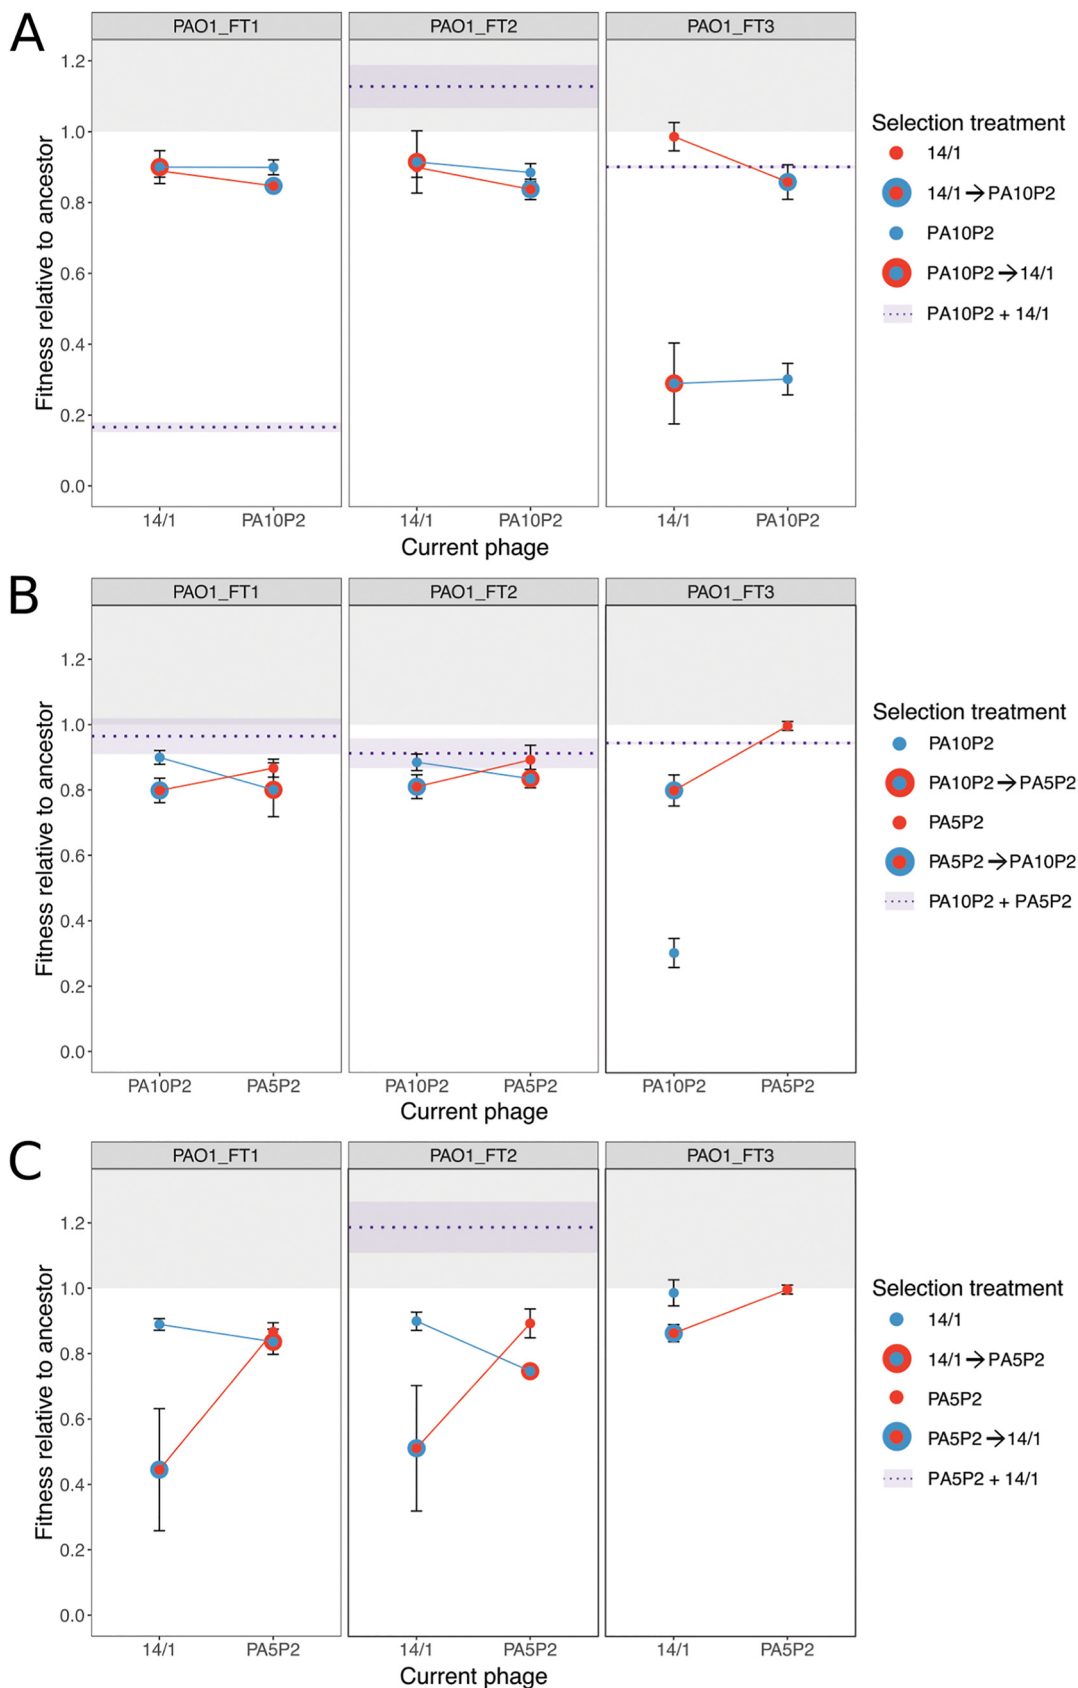 A
PAO1_FT1 PAO1_FT2 PAO1_FT3
Fitness relative to ancestor
1.2
1.0
0.8
0.6
0.4
0.2
0.0
14/1 PA10P2 14/1 PA10P2 14/1 PA10P2
Current phage
Selection treatment
14/1
14/1→PA10P2
PA10P2
PA10P2→14/1
PA10P2 + 14/1
B
PAO1_FT1 PAO1_FT2 PAO1_FT3
Fitness relative to ancestor
1.2
1.0
0.8
0.6
0.4
0.2
0.0
PA10P2 PA5P2 PA10P2 PA5P2 PA10P2 PA5P2
Current phage
Selection treatment
PA10P2
PA10P2→PA5P2
PA5P2
PA5P2→PA10P2
PA10P2 + PA5P2
C
PAO1_FT1 PAO1_FT2 PAO1_FT3
Fitness relative to ancestor
1.2
1.0
0.8
0.6
0.4
0.2
0.0
14/1 PA5P2 14/1 PA5P2 14/1 PA5P2
Current phage
Selection treatment
14/1
14/1→PA5P2
PA5P2
PA5P2→14/1
PA5P2 + 14/1